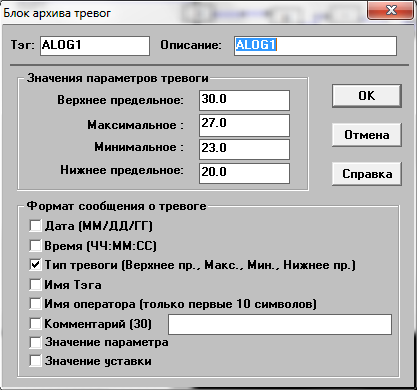 Блок архива тревог
Тэг: ALOG1 Описание: ALOG1
Значения параметров тревоги
Верхнее предельное: 30.0
Максимальное : 27.0
Минимальное : 23.0
Нижнее предельное: 20.0
OK
Отмена
Справка
Формат сообщения о тревоге
Дата (ММ/ДД/ГГ)
Время (ЧЧ:ММ:СС)
Тип тревоги (Верхнее пр., Макс., Мин., Нижнее пр.)
Имя Тэга
Имя оператора (только первые 10 символов)
Комментарий (30)
Значение параметра
Значение уставки